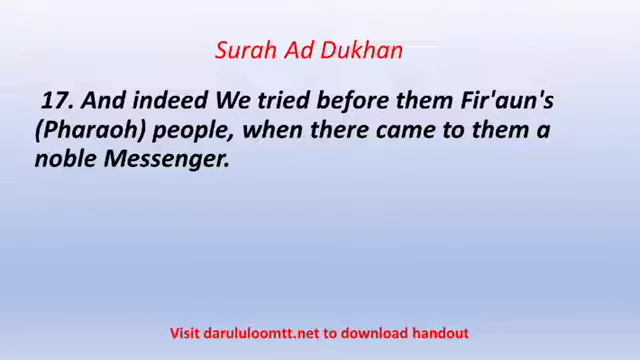 Surah Ad Dukhan
17. And indeed We tried before them Fir'aun's
(Pharaoh) people, when there came to them a
noble Messenger.
Visit darululoomtt.net to download handout